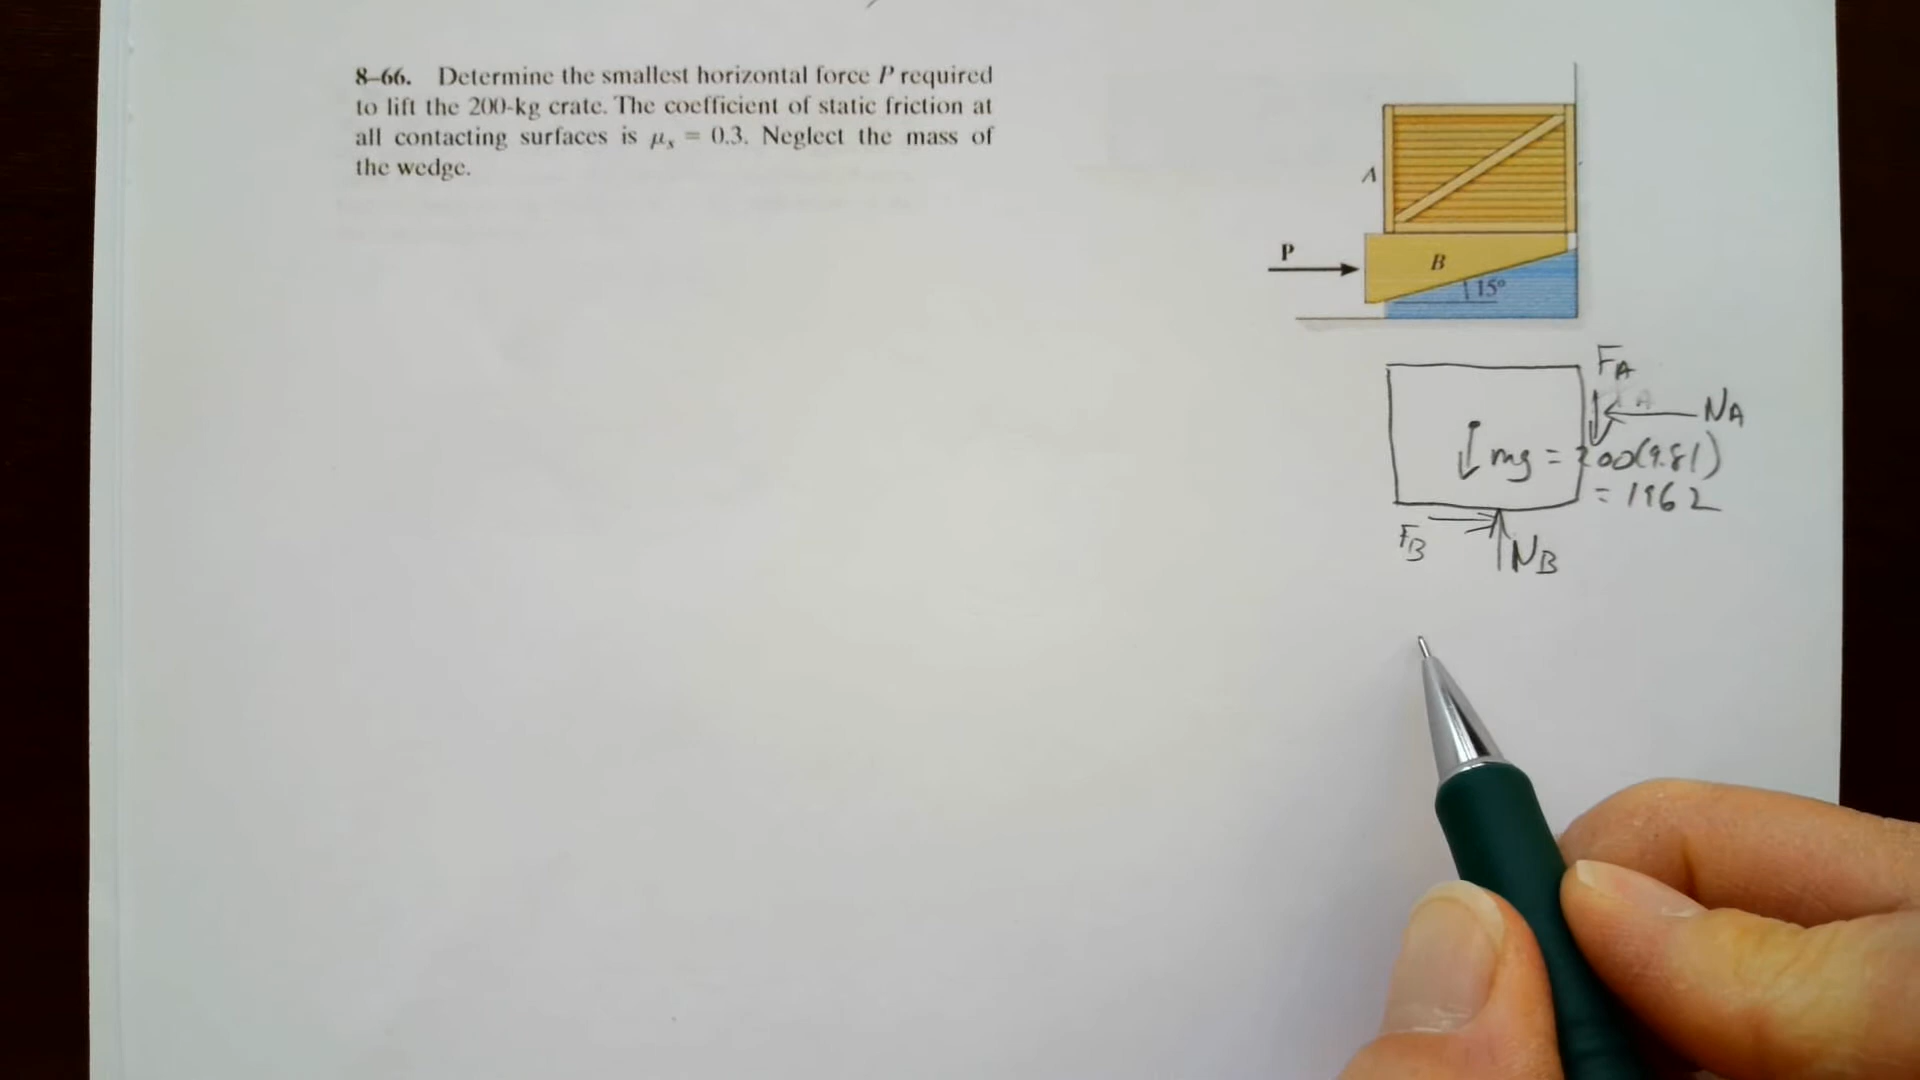 8–66. Determine the smallest horizontal force P required
to lift the 200-kg crate. The coefficient of static friction at
all contacting surfaces is μs = 0.3. Neglect the mass of
the wedge.
A
P
B
15°
FA
NA
mg = 200(9.81)
= 1962
FB
NB